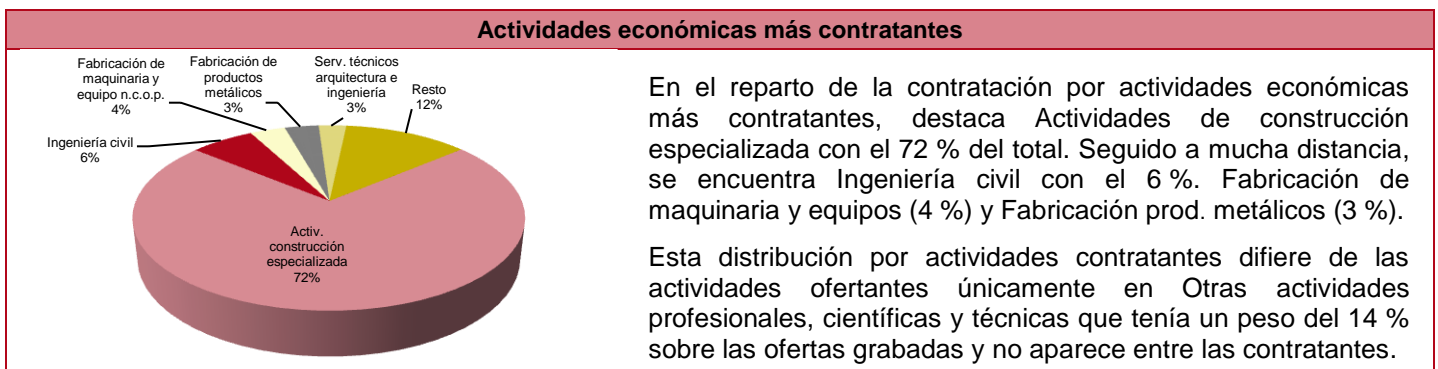 Actividades económicas más contratantes
Fabricación de
maquinaria y
equipo n.c.o.p.
4%
Fabricación de
productos
metálicos
3%
Serv. técnicos
arquitectura e
ingeniería
3%
Resto
12%
Ingeniería civil
6%
Activ.
construcción
especializada
72%
En el reparto de la contratación por actividades económicas
más contratantes, destaca Actividades de construcción
especializada con el 72 % del total. Seguido a mucha distancia,
se encuentra Ingeniería civil con el 6 %. Fabricación de
maquinaria y equipos (4 %) y Fabricación prod. metálicos (3 %).
Esta distribución por actividades contratantes difiere de las
actividades ofertantes únicamente en Otras actividades
profesionales, científicas y técnicas que tenía un peso del 14 %
sobre las ofertas grabadas y no aparece entre las contratantes.